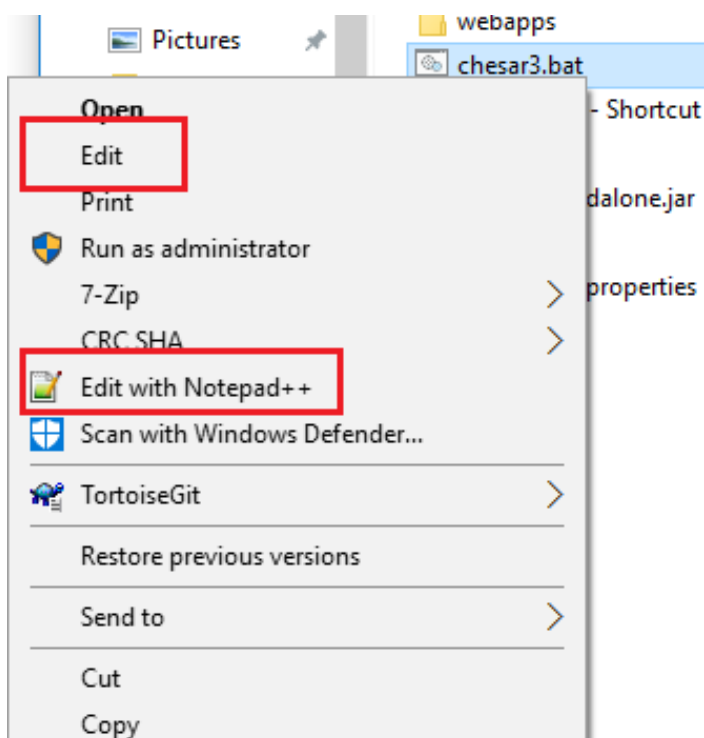 Pictures
webapps
chesar3.bat
- Shortcut
dalone.jar
properties
Open
Edit
Print
Run as administrator
7-Zip
CRC SHA
Edit with Notepad++
Scan with Windows Defender...
TortoiseGit
Restore previous versions
Send to
Cut
Copy